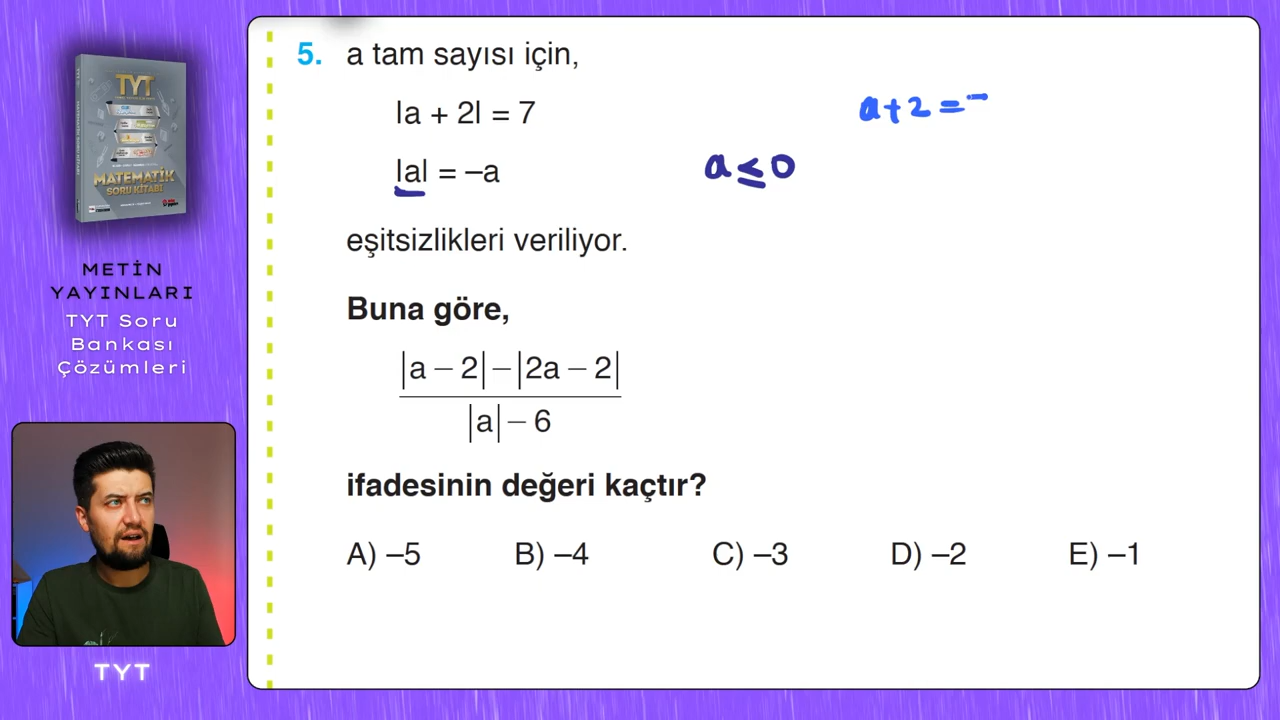 TYT
MATEMATİK
SORU KİTABI
METİN
YAYINLARI
TYT Soru
Bankası
Çözümleri
TYT
5. a tam sayısı için,
|a + 2| = 7
a + 2 = -
|a| = –a
a ≤ 0
eşitsizlikleri veriliyor.
Buna göre,
|a – 2| – |2a – 2|
|a| – 6
ifadesinin değeri kaçtır?
A) –5 B) –4 C) –3 D) –2 E) –1